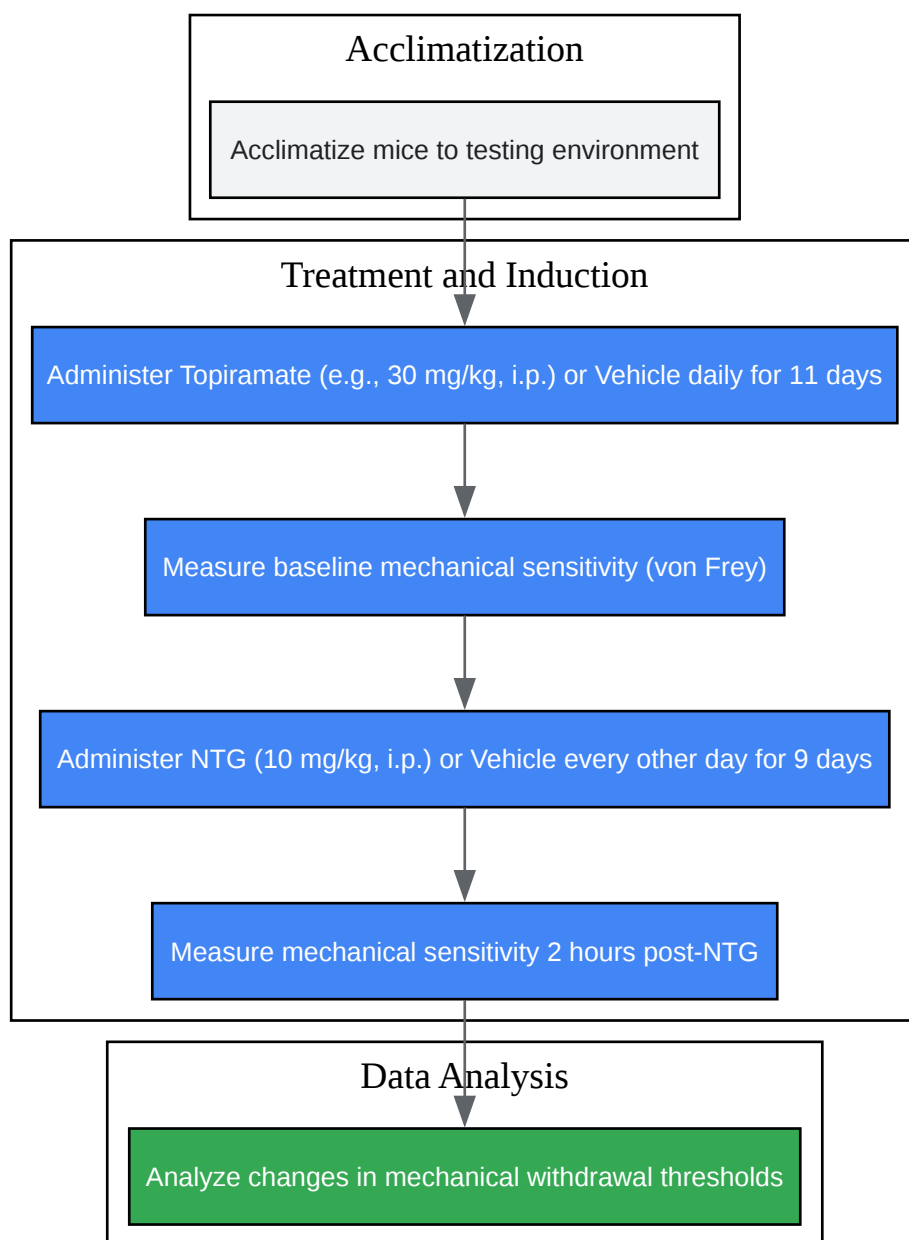 Acclimatization
Acclimatize mice to testing environment
Treatment and Induction
Administer Topiramate (e.g., 30 mg/kg, i.p.) or Vehicle daily for 11 days
Measure baseline mechanical sensitivity (von Frey)
Administer NTG (10 mg/kg, i.p.) or Vehicle every other day for 9 days
Measure mechanical sensitivity 2 hours post-NTG
Data Analysis
Analyze changes in mechanical withdrawal thresholds